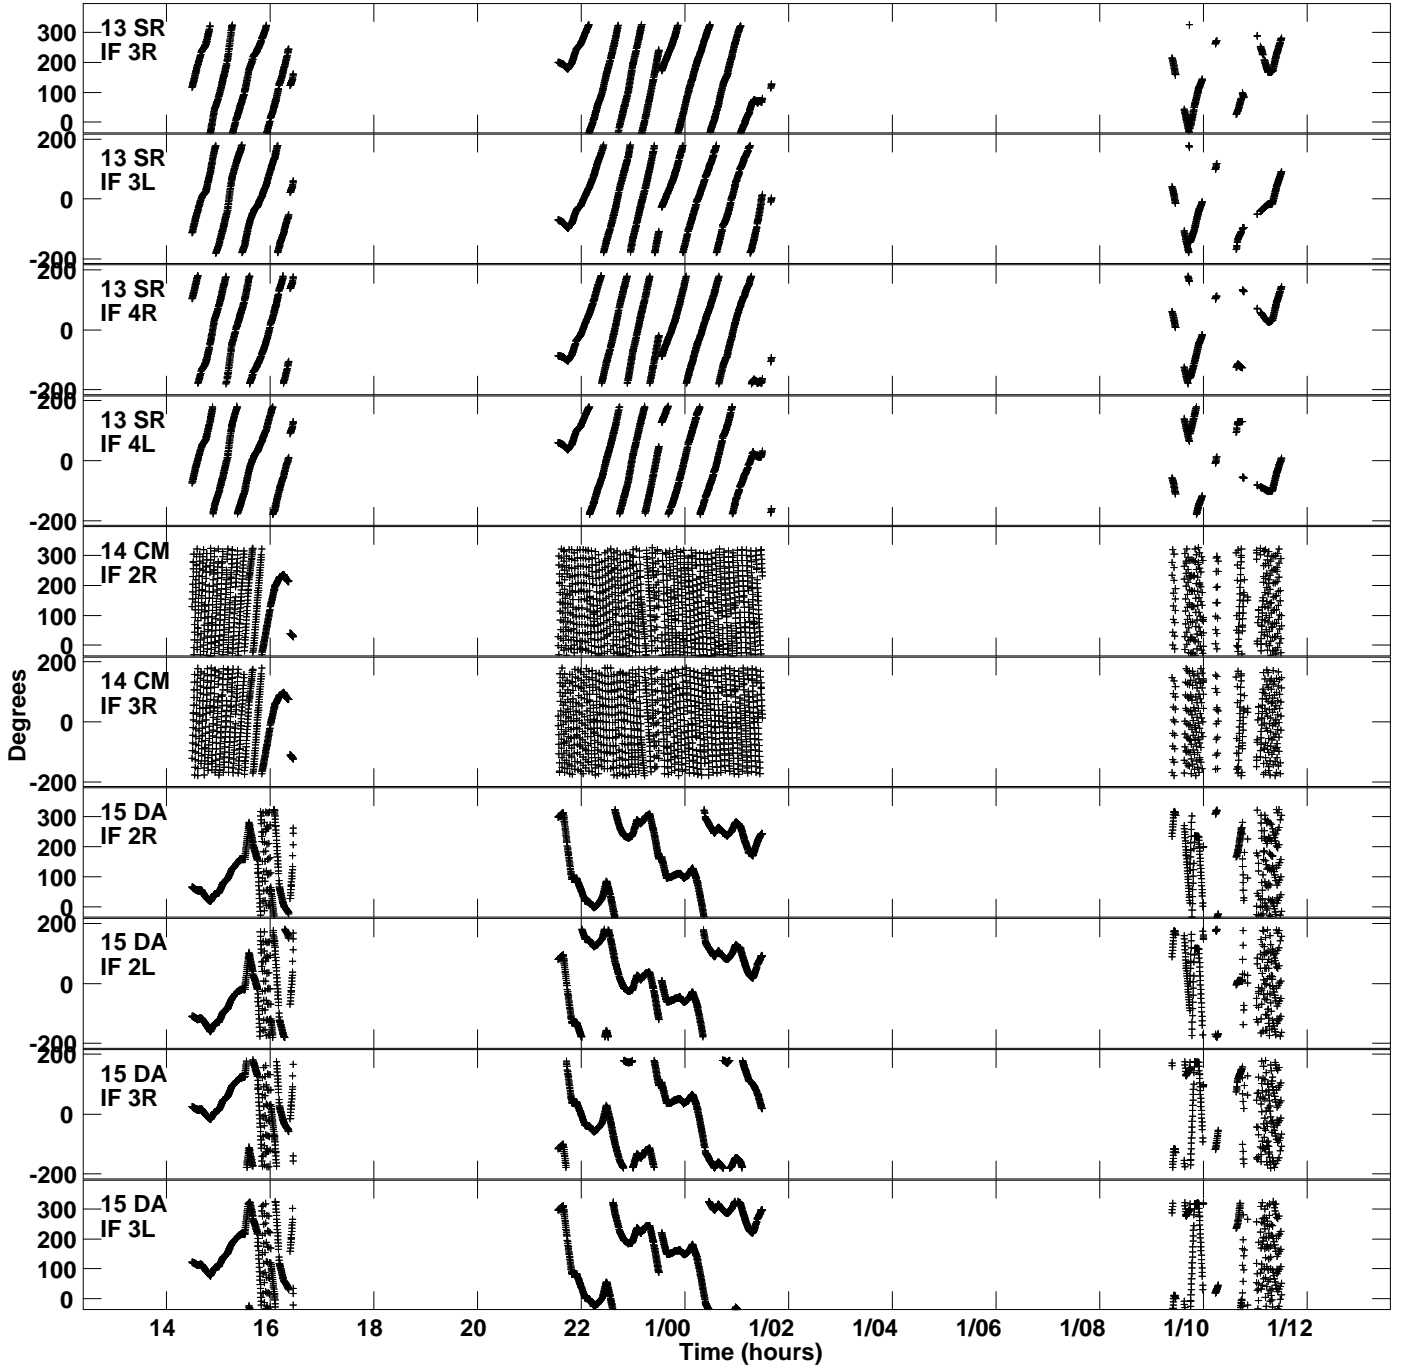 13 SR
IF 3R
300
200
100
0
13 SR
IF 3L
200
0
-200
13 SR
IF 4R
200
0
-200
13 SR
IF 4L
200
0
-200
14 CM
IF 2R
300
200
100
0
14 CM
IF 3R
200
0
-200
15 DA
IF 2R
300
200
100
0
15 DA
IF 2L
200
0
-200
15 DA
IF 3R
200
0
-200
15 DA
IF 3L
300
200
100
0
Degrees
14 16 18 20 22 1/00 1/02 1/04 1/06 1/08 1/10 1/12
Time (hours)